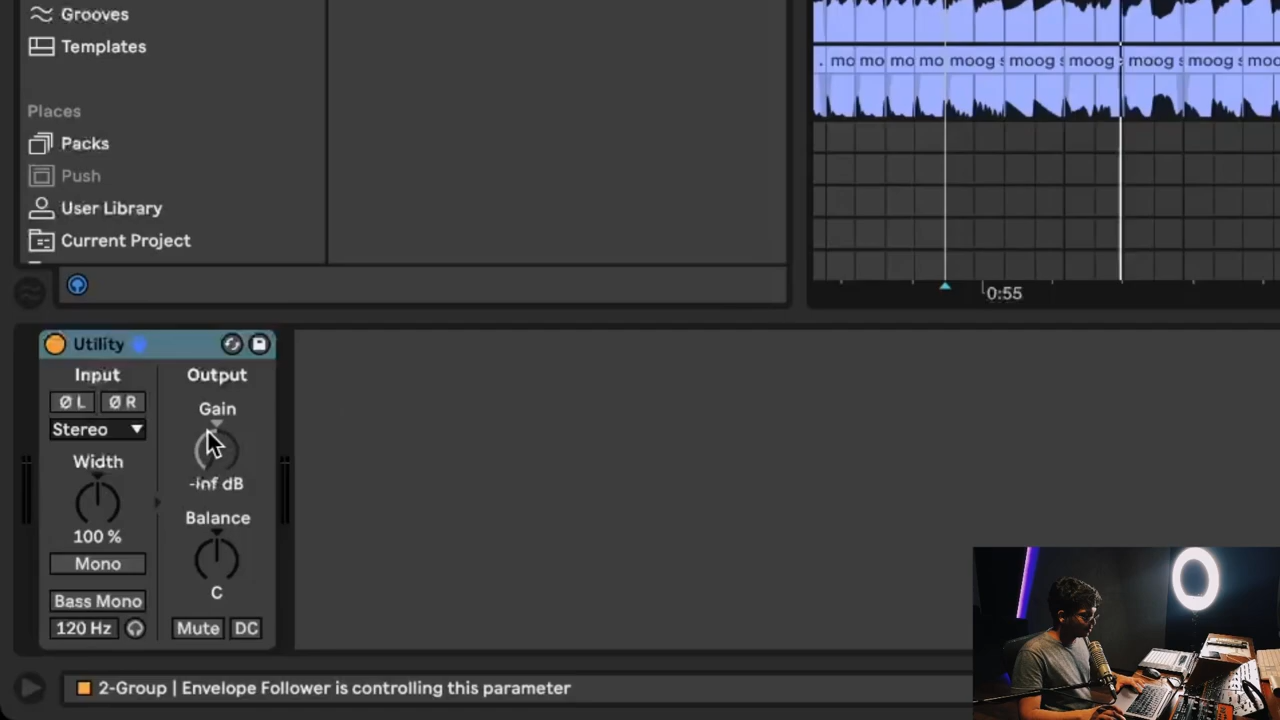 Grooves
Templates
Places
Packs
Push
User Library
Current Project
. mo mo mo mo moog s moog s moog s moog s moog s moo
0:55
Utility
Input
Output
Ø L Ø R
Gain
Stereo
-inf dB
Width
100 %
Balance
C
Mono
Bass Mono
120 Hz
Mute DC
2-Group | Envelope Follower is controlling this parameter